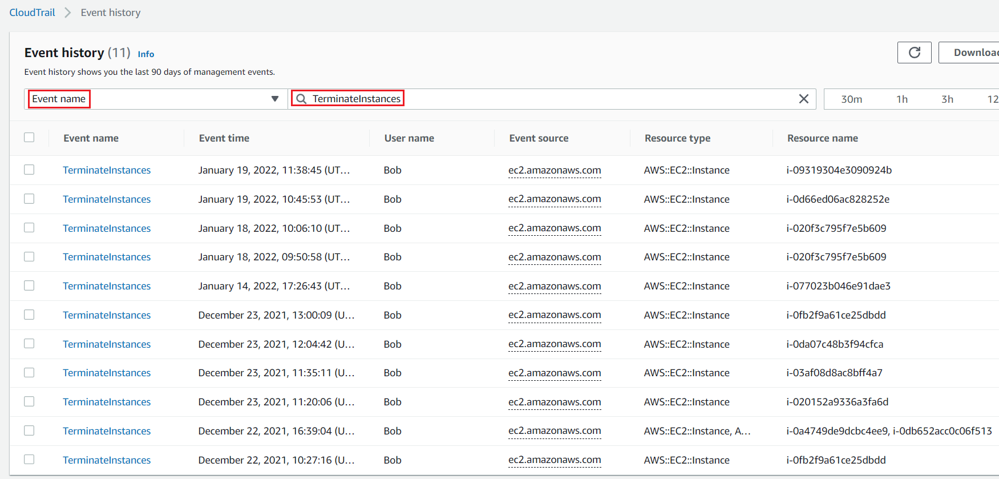 CloudTrail > Event history
Event history (11) Info
Event history shows you the last 90 days of management events.
Download
Event name TerminateInstances 30m 1h 3h 12
Event name Event time User name Event source Resource type Resource name
TerminateInstances January 19, 2022, 11:38:45 (UT… Bob ec2.amazonaws.com AWS::EC2::Instance i-09319304e3090924b
TerminateInstances January 19, 2022, 10:45:53 (UT… Bob ec2.amazonaws.com AWS::EC2::Instance i-0d66ed06ac828252e
TerminateInstances January 18, 2022, 10:06:10 (UT… Bob ec2.amazonaws.com AWS::EC2::Instance i-020f3c795f7e5b609
TerminateInstances January 18, 2022, 09:50:58 (UT… Bob ec2.amazonaws.com AWS::EC2::Instance i-020f3c795f7e5b609
TerminateInstances January 14, 2022, 17:26:43 (UT… Bob ec2.amazonaws.com AWS::EC2::Instance i-077023b046e91dae3
TerminateInstances December 23, 2021, 13:00:09 (U… Bob ec2.amazonaws.com AWS::EC2::Instance i-0fb2f9a61ce25dbdd
TerminateInstances December 23, 2021, 12:04:42 (U… Bob ec2.amazonaws.com AWS::EC2::Instance i-0da07c48b3f94cfca
TerminateInstances December 23, 2021, 11:35:11 (U… Bob ec2.amazonaws.com AWS::EC2::Instance i-03af08d8ac8bff4a7
TerminateInstances December 23, 2021, 11:20:06 (U… Bob ec2.amazonaws.com AWS::EC2::Instance i-020152a9336a3fa6d
TerminateInstances December 22, 2021, 16:39:04 (U… Bob ec2.amazonaws.com AWS::EC2::Instance, A… i-0a4749de9dcbc4ee9, i-0db652acc0c06f513
TerminateInstances December 22, 2021, 10:27:16 (U… Bob ec2.amazonaws.com AWS::EC2::Instance i-0fb2f9a61ce25dbdd